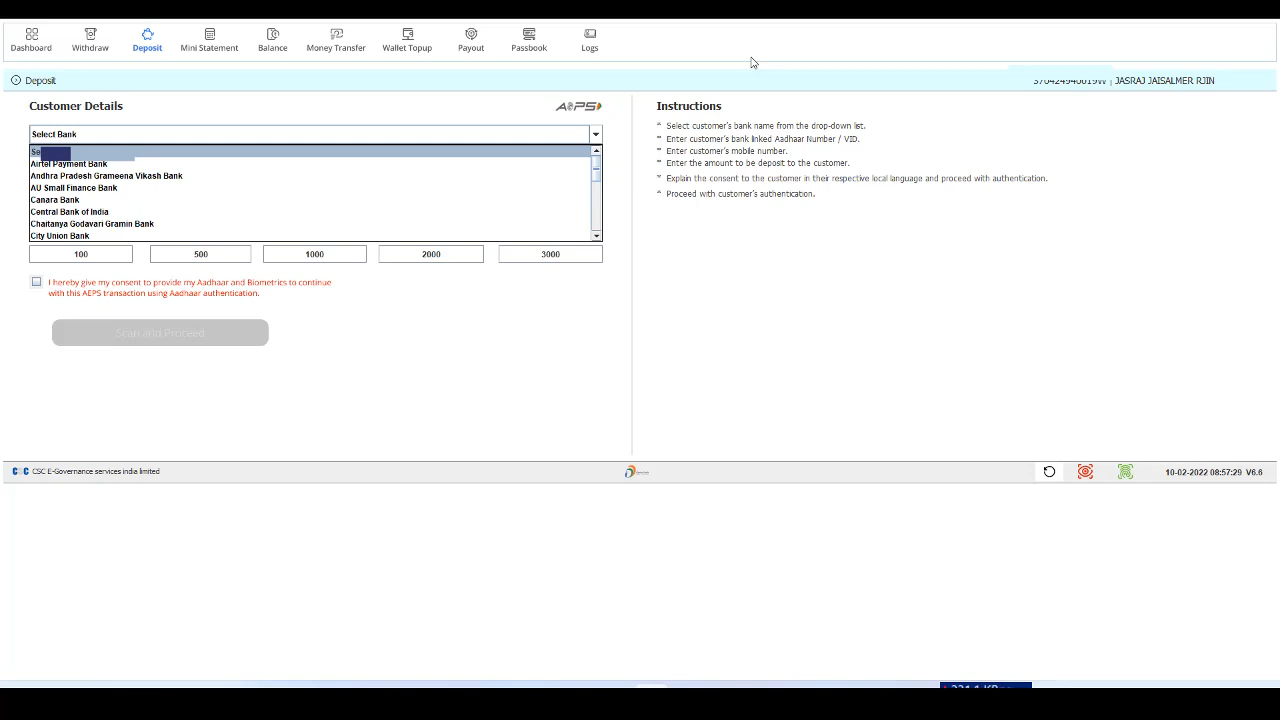 Dashboard Withdraw Deposit Mini Statement Balance Money Transfer Wallet Topup Payout Passbook Logs
Deposit
JASRAJ JAISALMER RJIN
Customer Details
AEPS
Select Bank
Airtel Payment Bank
Andhra Pradesh Grameena Vikash Bank
AU Small Finance Bank
Canara Bank
Central Bank of India
Chaitanya Godavari Gramin Bank
City Union Bank
100 500 1000 2000 3000
I hereby give my consent to provide my Aadhaar and Biometrics to continue
with this AEPS transaction using Aadhaar authentication.
Scan and Proceed
Instructions
* Select customer's bank name from the drop-down list.
* Enter customer's bank linked Aadhaar Number / VID.
* Enter customer's mobile number.
* Enter the amount to be deposit to the customer.
* Explain the consent to the customer in their respective local language and proceed with authentication.
* Proceed with customer's authentication.
CSC CSC E-Governance services india limited
10-02-2022 08:57:29 V6.6